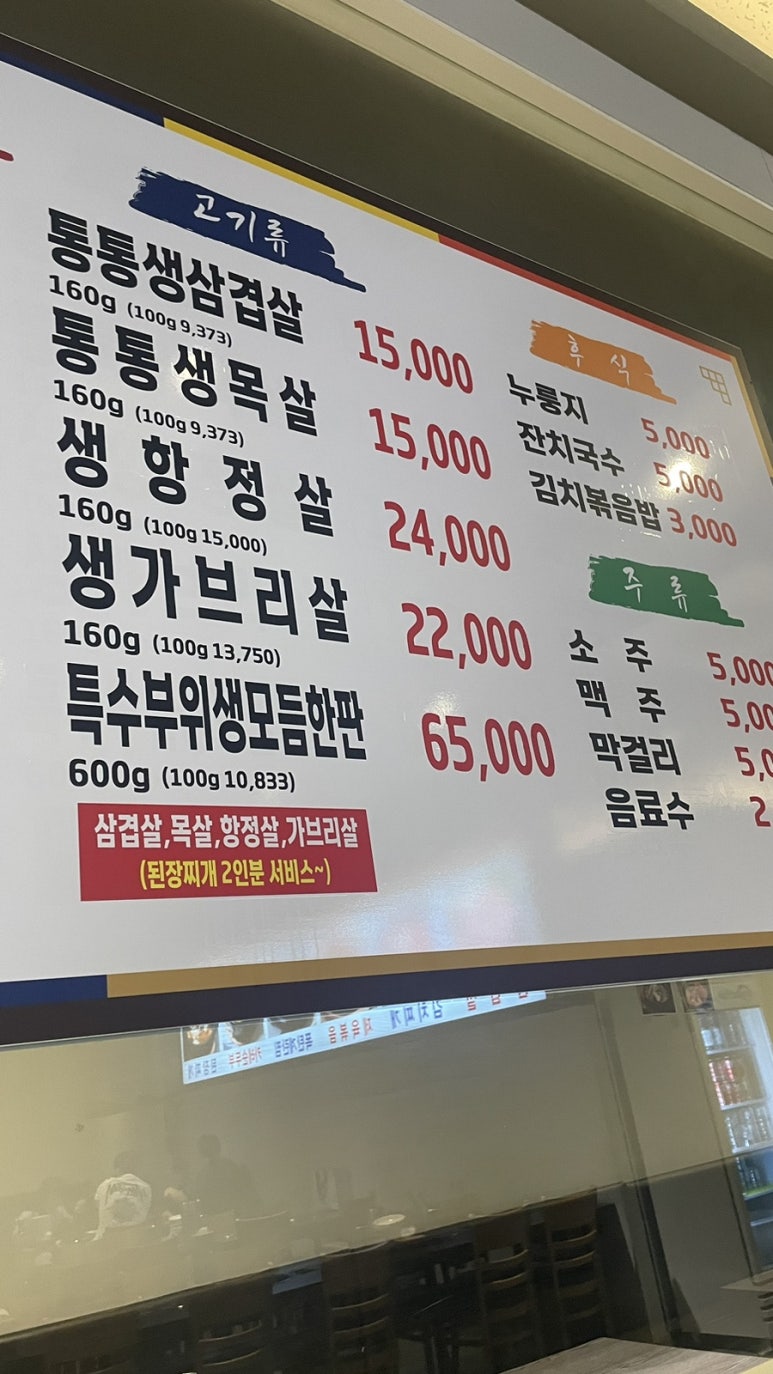 고기류
통통생삼겹살 15,000
160g (100g 9,373)
통통생목살 15,000
160g (100g 9,373)
생항정살 24,000
160g (100g 15,000)
생가브리살 22,000
160g (100g 13,750)
특수부위생모듬한판 65,000
600g (100g 10,833)
삼겹살,목살,항정살,가브리살
(된장찌개 2인분 서비스~)
후식
누룽지 5,000
잔치국수 5,000
김치볶음밥 3,000
주류
소주 5,000
맥주
막걸리
음료수